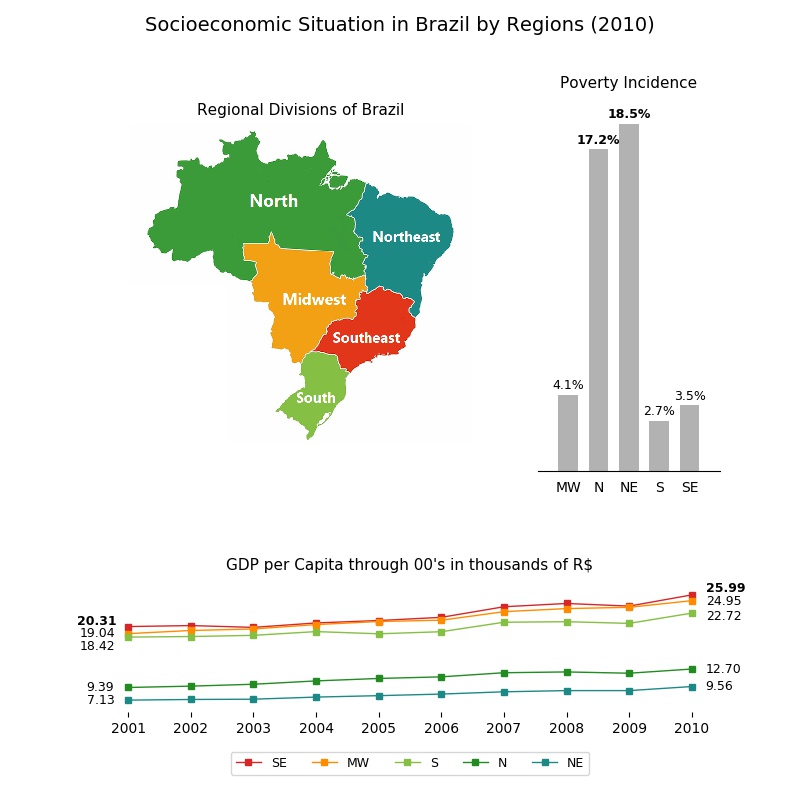 Socioeconomic Situation in Brazil by Regions (2010)
Regional Divisions of Brazil
North
Northeast
Midwest
Southeast
South
Poverty Incidence
18.5%
17.2%
4.1%
3.5%
2.7%
MW N NE S SE
GDP per Capita through 00's in thousands of R$
25.99
24.95
22.72
20.31
19.04
18.42
12.70
9.56
9.39
7.13
2001 2002 2003 2004 2005 2006 2007 2008 2009 2010
SE MW S N NE